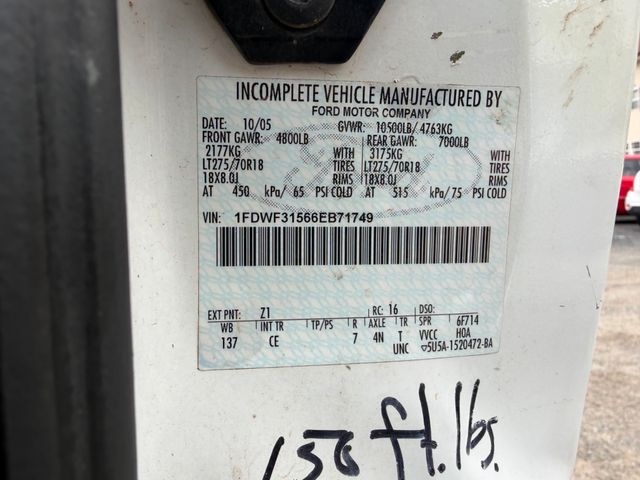 INCOMPLETE VEHICLE MANUFACTURED BY
FORD MOTOR COMPANY
DATE: 10/05 GVWR: 10500LB/ 4763KG
FRONT GAWR: 4800LB REAR GAWR: 7000LB
2177KG WITH 3175KG WITH
LT275/70R18 TIRES LT275/70R18 TIRES
18X8.0J RIMS 18X8.0J RIMS
AT 450 kPa/ 65 PSI COLD AT 515 kPa/ 75 PSI COLD
VIN: 1FDWF31566EB71749
EXT PNT: Z1 RC: 16 DSO:
WB INT TR TP/PS R AXLE TR SPR 6F714
137 CE 7 4N T VVCC HOA
UNC ▽5U5A-1520472-BA
150 ft. lbs.